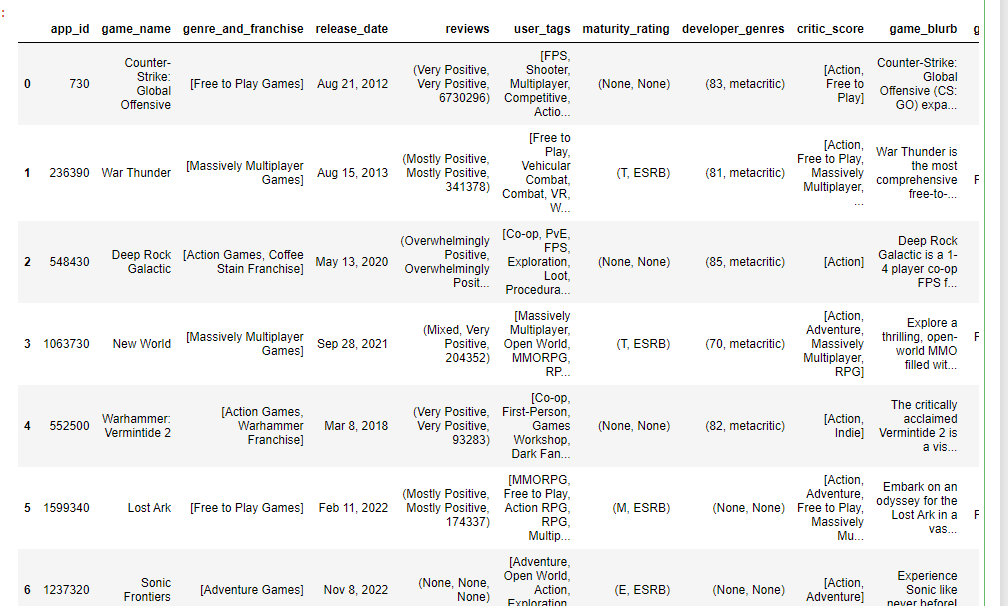 :
app_id game_name genre_and_franchise release_date reviews user_tags maturity_rating developer_genres critic_score game_blurb g
0 730 Counter-Strike: Global Offensive [Free to Play Games] Aug 21, 2012 (Very Positive, Very Positive, 6730296) [FPS, Shooter, Multiplayer, Competitive, Actio... (None, None) (83, metacritic) [Action, Free to Play] Counter-Strike: Global Offensive (CS: GO) expa...
1 236390 War Thunder [Massively Multiplayer Games] Aug 15, 2013 (Mostly Positive, Mostly Positive, 341378) [Free to Play, Vehicular Combat, Combat, VR, W... (T, ESRB) (81, metacritic) [Action, Free to Play, Massively Multiplayer, ... War Thunder is the most comprehensive free-to-... F
2 548430 Deep Rock Galactic [Action Games, Coffee Stain Franchise] May 13, 2020 (Overwhelmingly Positive, Overwhelmingly Posit... [Co-op, PvE, FPS, Exploration, Loot, Procedura... (None, None) (85, metacritic) [Action] Deep Rock Galactic is a 1-4 player co-op FPS f...
3 1063730 New World [Massively Multiplayer Games] Sep 28, 2021 (Mixed, Very Positive, 204352) [Massively Multiplayer, Open World, MMORPG, RP... (T, ESRB) (70, metacritic) [Action, Adventure, Massively Multiplayer, RPG] Explore a thrilling, open-world MMO filled wit... F
4 552500 Warhammer: Vermintide 2 [Action Games, Warhammer Franchise] Mar 8, 2018 (Very Positive, Very Positive, 93283) [Co-op, First-Person, Games Workshop, Dark Fan... (None, None) (82, metacritic) [Action, Indie] The critically acclaimed Vermintide 2 is a vis...
5 1599340 Lost Ark [Free to Play Games] Feb 11, 2022 (Mostly Positive, Mostly Positive, 174337) [MMORPG, Free to Play, Action RPG, RPG, Multip... (M, ESRB) (None, None) [Action, Adventure, Free to Play, Massively Mu... Embark on an odyssey for the Lost Ark in a vas... F
6 1237320 Sonic Frontiers [Adventure Games] Nov 8, 2022 (None, None, None) [Adventure, Open World, Action, Exploration (E, ESRB) (None, None) [Action, Adventure] Experience Sonic like never before!